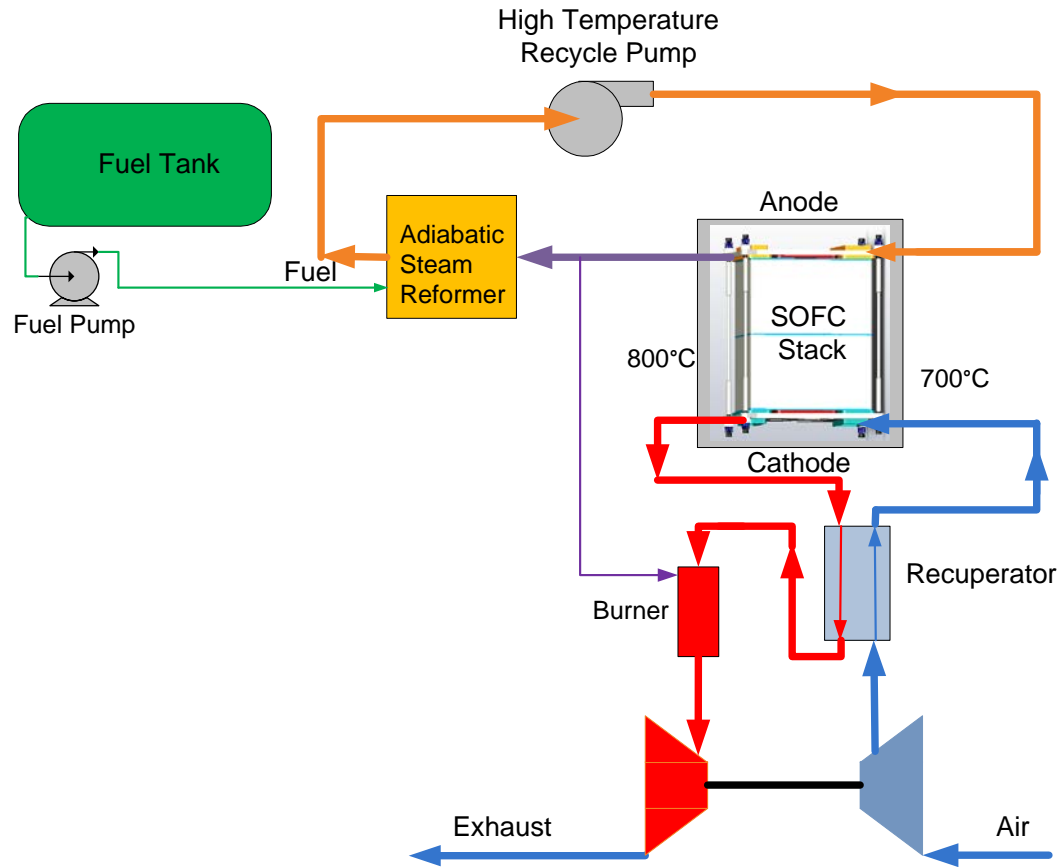 High Temperature
Recycle Pump
Fuel Tank
Anode
Adiabatic
Steam
Reformer
Fuel
Fuel Pump
SOFC
Stack
800°C
700°C
Cathode
Recuperator
Burner
Exhaust
Air